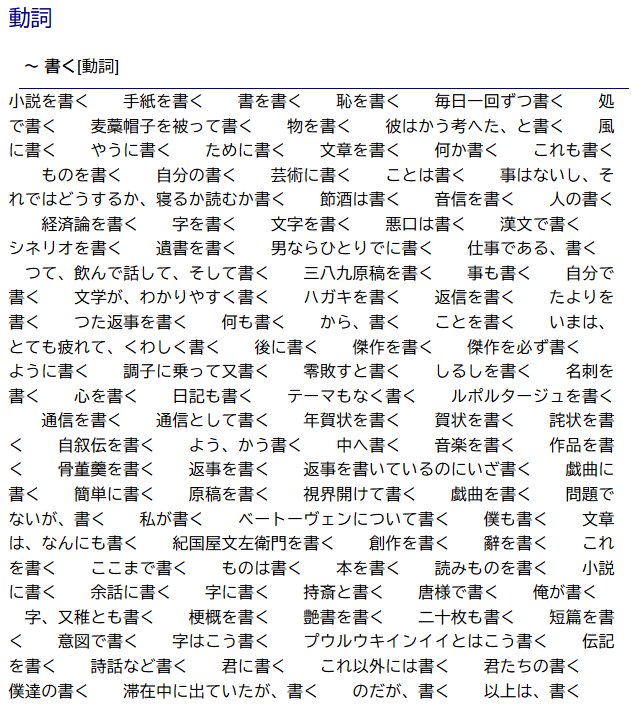 動詞
～ 書く[動詞]
小説を書く　　手紙を書く　　書を書く　　恥を書く　　毎日一回ずつ書く　　処
で書く　　麦藁帽子を被って書く　　物を書く　　彼はかう考へた、と書く　　風
に書く　　やうに書く　　ために書く　　文章を書く　　何か書く　　これも書く
　　ものを書く　　自分の書く　　芸術に書く　　ことは書く　　事はないし、そ
れではどうするか、寝るか読むか書く　　節酒は書く　　音信を書く　　人の書く
　　経済論を書く　　字を書く　　文字を書く　　悪口は書く　　漢文で書く
シネリオを書く　　遺書を書く　　男ならひとりでに書く　　仕事である、書く
　つて、飲んで話して、そして書く　　三八九原稿を書く　　事も書く　　自分で
書く　　文学が、わかりやすく書く　　ハガキを書く　　返信を書く　　たよりを
書く　　つた返事を書く　　何も書く　　から、書く　　ことを書く　　いまは、
とても疲れて、くわしく書く　　後に書く　　傑作を書く　　傑作を必ず書く
ように書く　　調子に乗って又書く　　零敗すと書く　　しるしを書く　　名刺を
書く　　心を書く　　日記も書く　　テーマもなく書く　　ルポルタージュを書く
　　通信を書く　　通信として書く　　年賀状を書く　　賀状を書く　　詫状を書
く　　自叙伝を書く　　よう、かう書く　　中へ書く　　音楽を書く　　作品を書
く　　骨董羹を書く　　返事を書く　　返事を書いているのにいざ書く　　戯曲に
書く　　簡単に書く　　原稿を書く　　視界開けて書く　　戯曲を書く　　問題で
ないが、書く　　私が書く　　ベートーヴェンについて書く　　僕も書く　　文章
は、なんにも書く　　紀国屋文左衛門を書く　　創作を書く　　辭を書く　　これ
を書く　　ここまで書く　　ものは書く　　本を書く　　読みものを書く　　小説
に書く　　余話に書く　　字に書く　　持斎と書く　　唐様で書く　　俺が書く
　字、又稚とも書く　　梗概を書く　　艶書を書く　　二十枚も書く　　短篇を書
く　　意図で書く　　字はこう書く　　プウルウキインイイとはこう書く　　伝記
を書く　　詩話など書く　　君に書く　　これ以外には書く　　君たちの書く
僕達の書く　　滞在中に出ていたが、書く　　のだが、書く　　以上は、書く